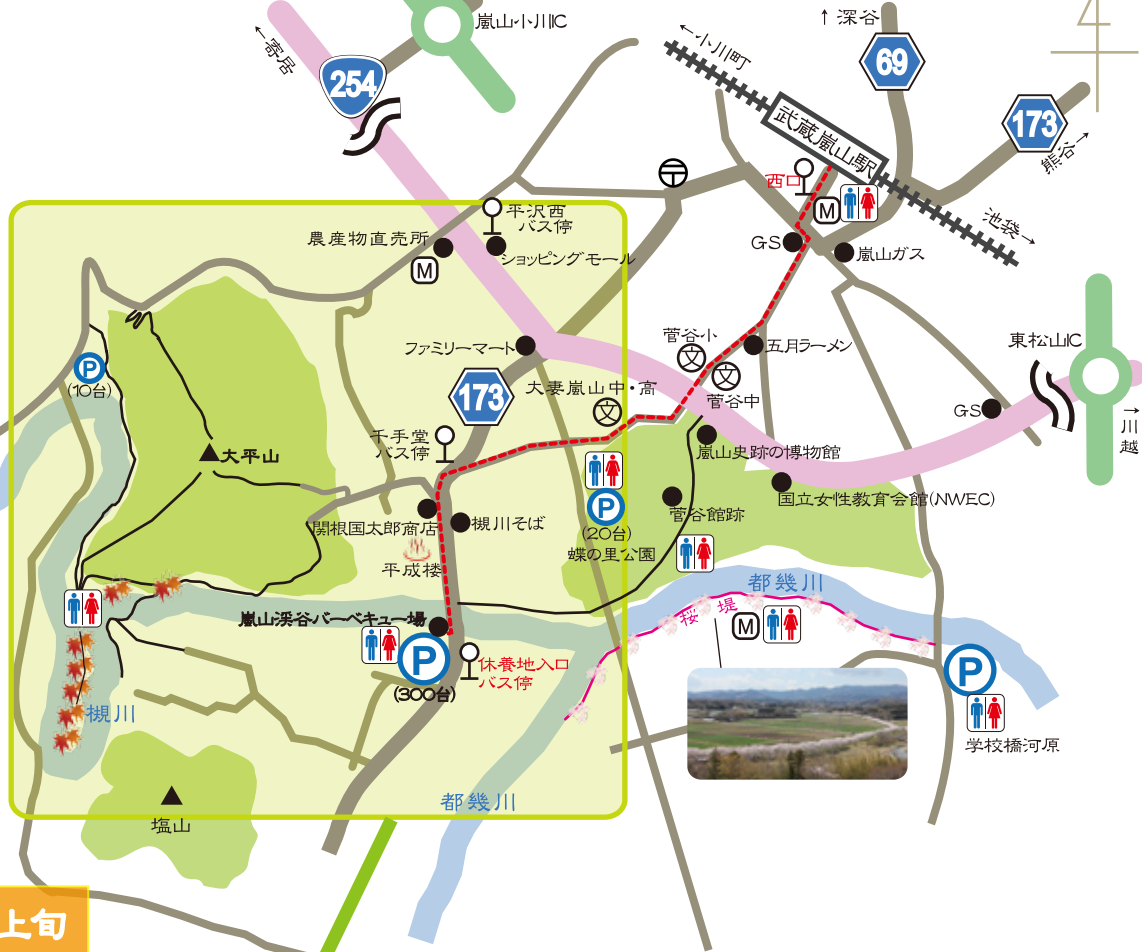 嵐山小川IC
←寄居
254
↑深谷
←小川町
69
173
武蔵嵐山駅
熊谷→
西口
M
池袋→
平沢西
バス停
農産物直売所
M
ショッピングモール
GS
嵐山ガス
ファミリーマート
菅谷小
文
五月ラーメン
東松山IC
P
(10台)
173
大妻嵐山中・高
文
文
菅谷中
GS
→川越
千手堂
バス停
大平山
嵐山史跡の博物館
国立女性教育会館(NWEC)
関根国太郎商店
槻川そば
P
(20台)
蝶の里公園
菅谷館跡
平成楼
都幾川
桜堤
M
嵐山渓谷バーベキュー場
P
(300台)
休養地入口
バス停
P
学校橋河原
槻川
都幾川
塩山
上旬